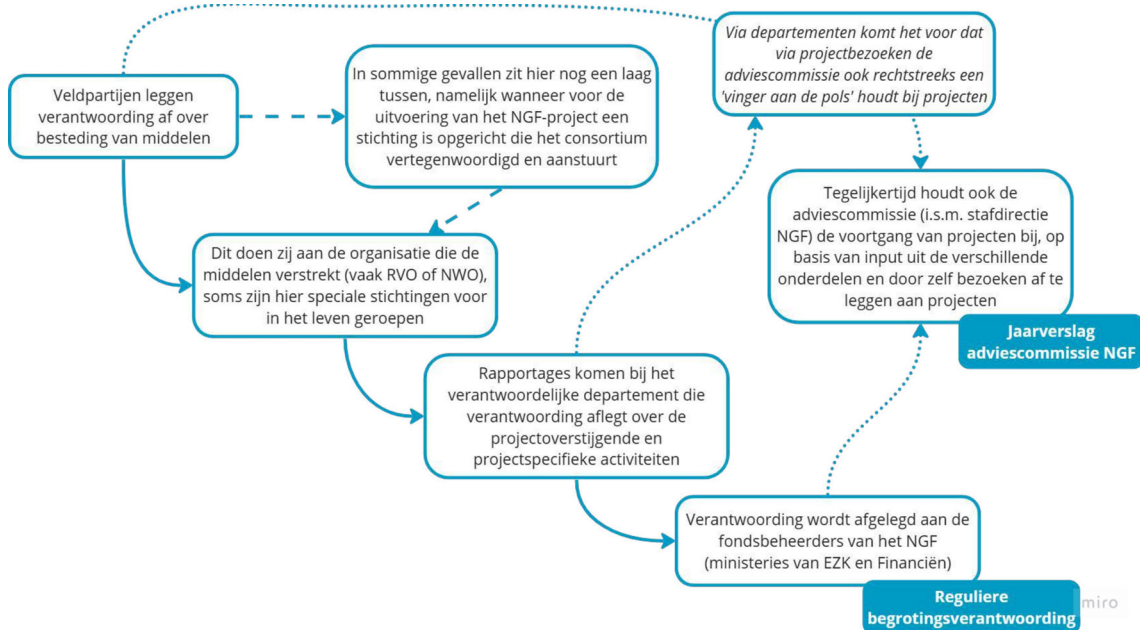 Veldpartijen leggen
verantwoording af over
besteding van middelen
In sommige gevallen zit hier nog een laag
tussen, namelijk wanneer voor de
uitvoering van het NGF-project een
stichting is opgericht die het consortium
vertegenwoordigd en aanstuurt
Via departementen komt het voor dat
via projectbezoeken de
adviescommissie ook rechtstreeks een
'vinger aan de pols' houdt bij projecten
Tegelijkertijd houdt ook de
adviescommissie (i.s.m. stafdirectie
NGF) de voortgang van projecten bij, op
basis van input uit de verschillende
onderdelen en door zelf bezoeken af te
leggen aan projecten
Jaarverslag
adviescommissie NGF
Dit doen zij aan de organisatie die de
middelen verstrekt (vaak RVO of NWO),
soms zijn hier speciale stichtingen voor
in het leven geroepen
Rapportages komen bij het
verantwoordelijke departement die
verantwoording aflegt over de
projectoverstijgende en
projectspecifieke activiteiten
Verantwoording wordt afgelegd aan de
fondsbeheerders van het NGF
(ministeries van EZK en Financiën)
Reguliere
begrotingsverantwoording
miro